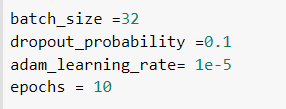 batch_size =32
dropout_probability =0.1
adam_learning_rate= 1e-5
epochs = 10